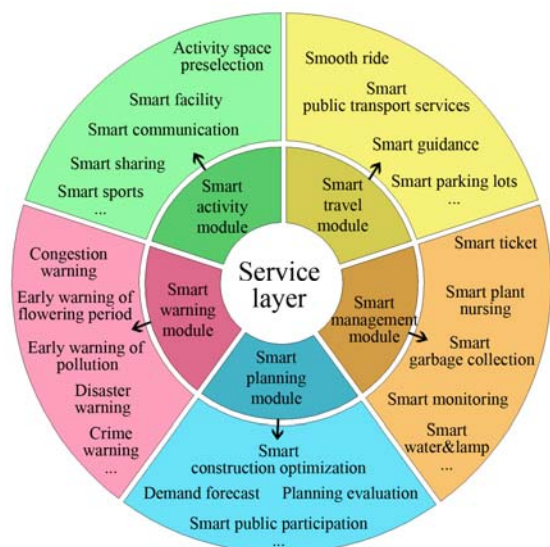 Service
layer
Smart
activity
module
Activity space
preselection
Smart facility
Smart communication
Smart sharing
Smart sports
...
Smart
travel
module
Smooth ride
Smart
public transport services
Smart guidance
Smart parking lots
...
Smart
management
module
Smart ticket
Smart plant
nursing
Smart
garbage collection
Smart monitoring
Smart
water&lamp
...
Smart
planning
module
Smart
construction optimization
Demand forecast Planning evaluation
Smart public participation
...
Smart
warning
module
Congestion
warning
Early warning of
flowering period
Early warning of
pollution
Disaster
warning
Crime
warning
...